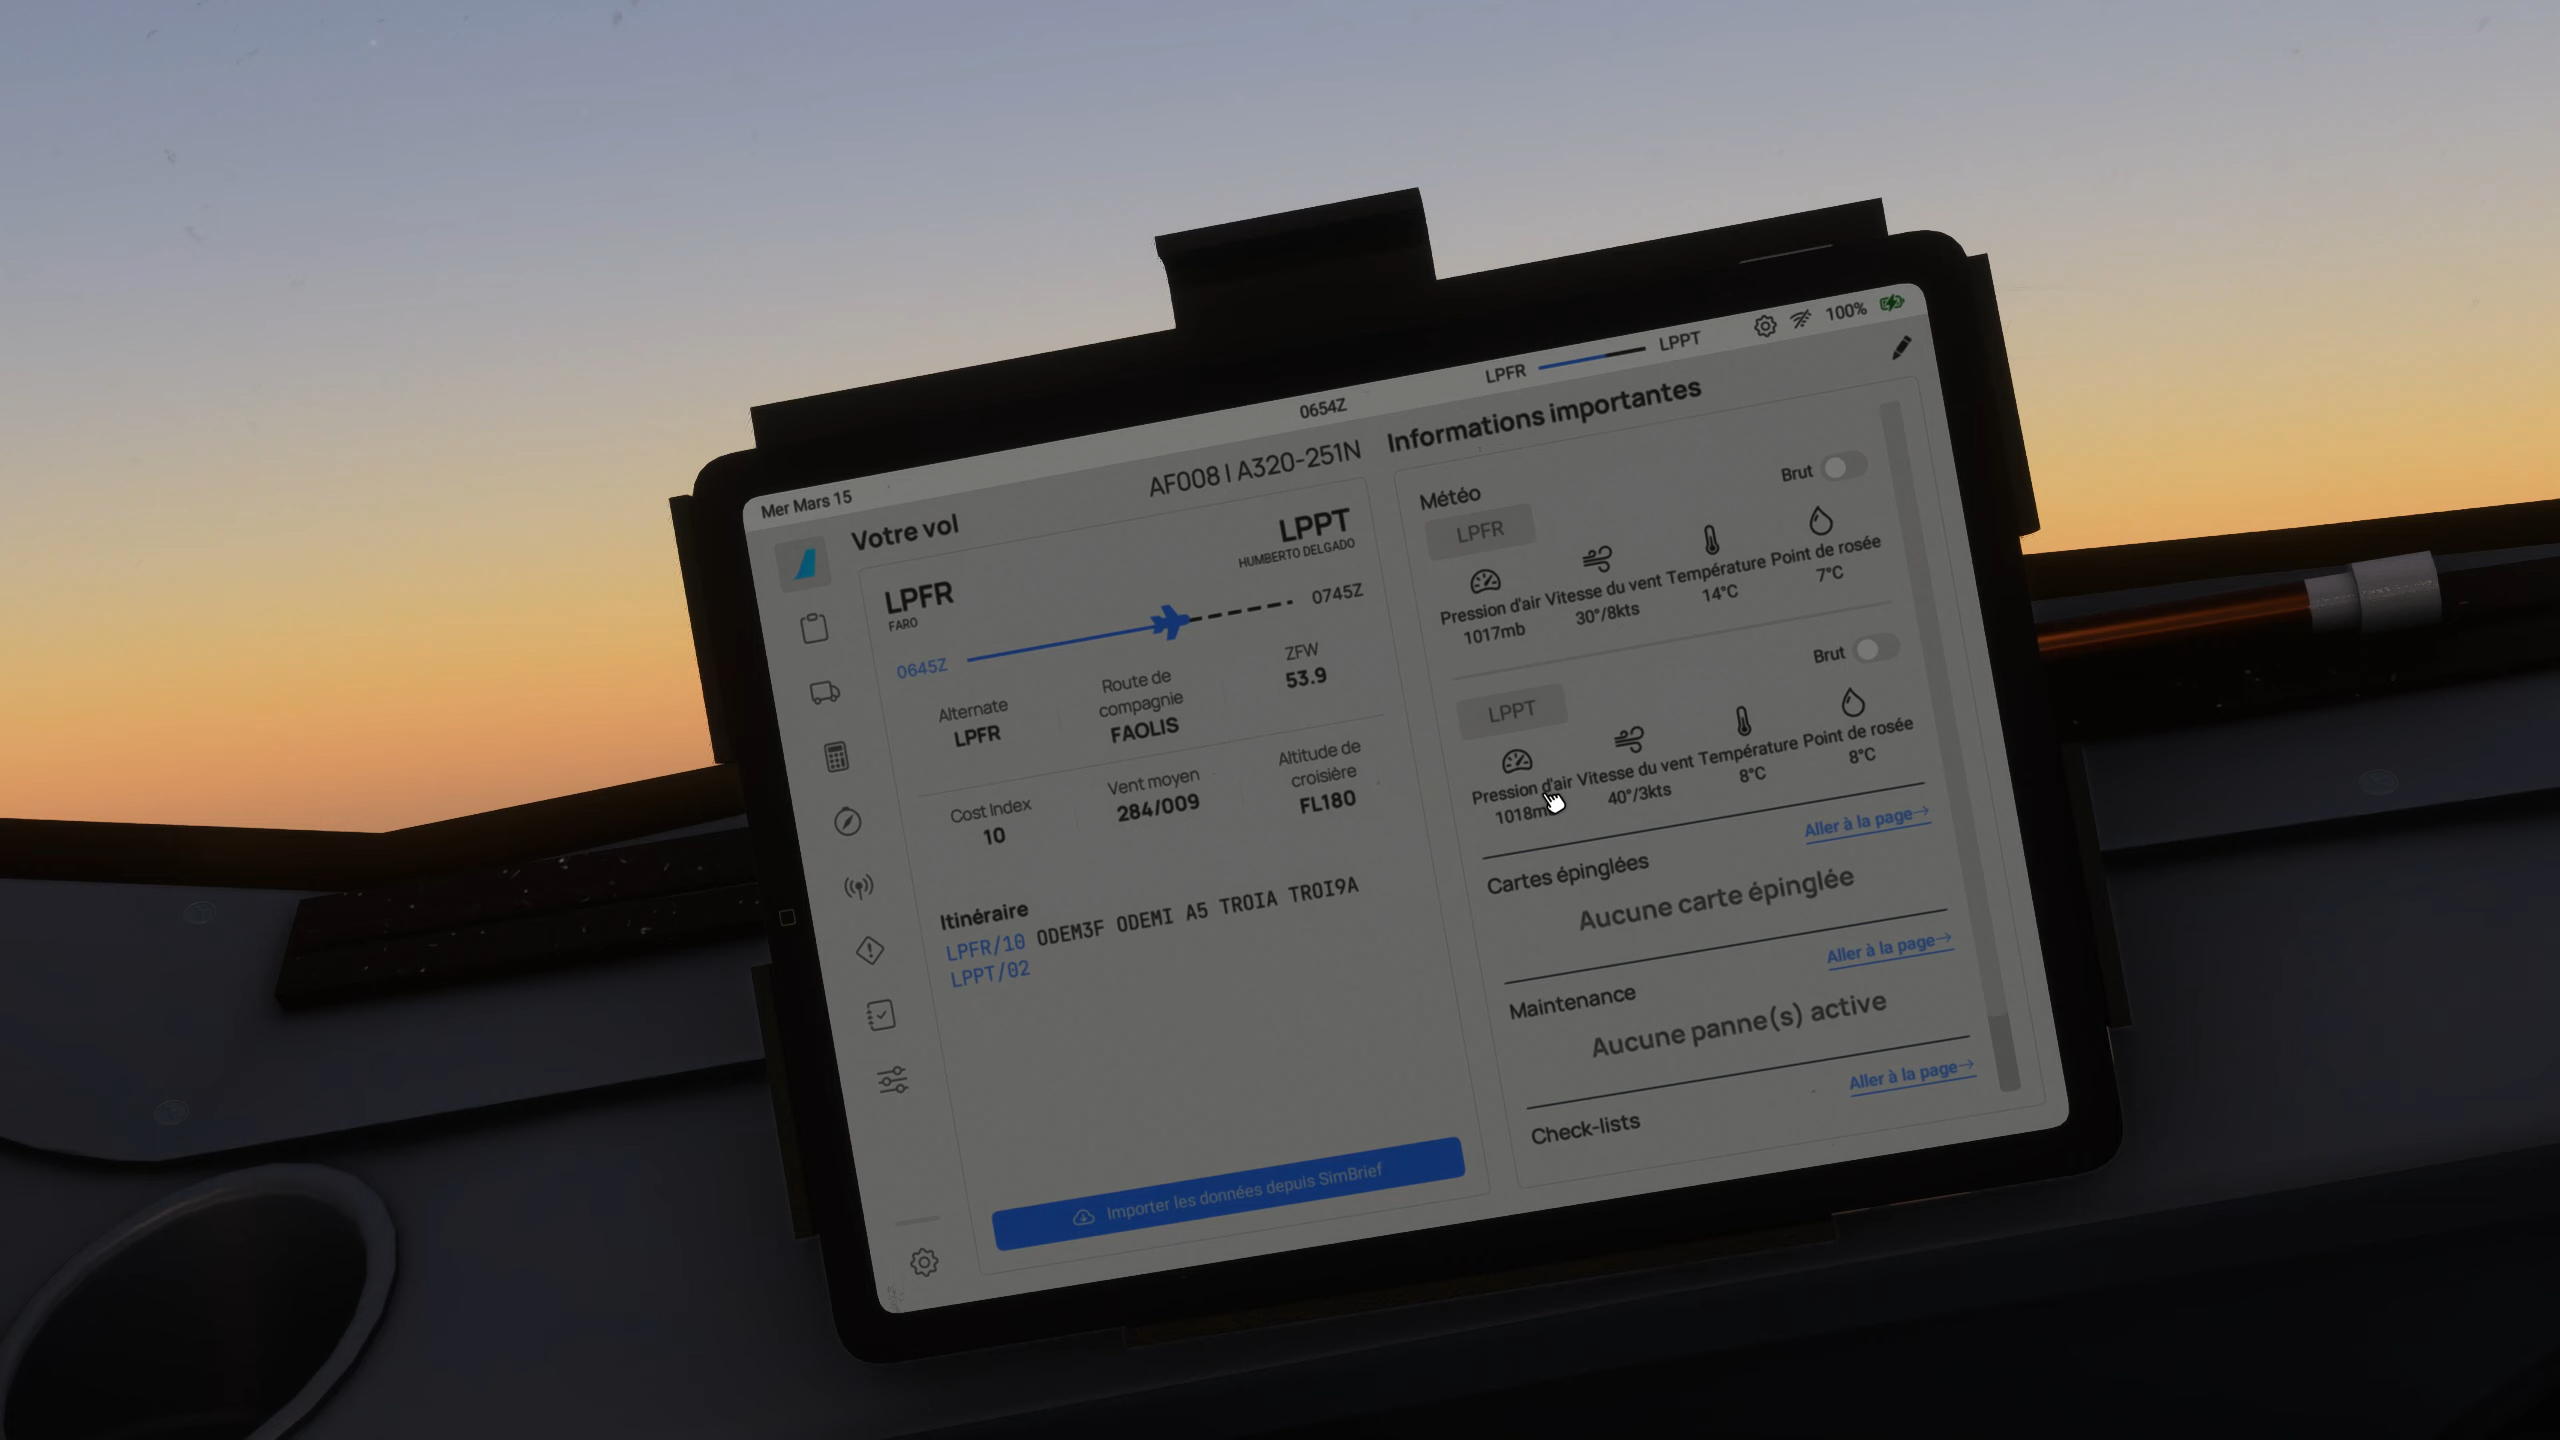 Mer Mars 15
0654Z
LPFR
LPPT
100%
Votre vol
AF008 | A320-251N
LPFR
FARO
LPPT
HUMBERTO DELGADO
0645Z
0745Z
Alternate
LPFR
Route de
compagnie
FAOLIS
ZFW
53.9
Cost Index
10
Vent moyen
284/009
Altitude de
croisière
FL180
Itinéraire
LPFR/10 ODEM3F ODEMI A5 TROIA TROI9A
LPPT/02
Importer les données depuis SimBrief
Informations importantes
Météo
Brut
LPFR
Pression d'air
1017mb
Vitesse du vent
30°/8kts
Température
14°C
Point de rosée
7°C
Brut
LPPT
Pression d'air
1018m
Vitesse du vent
40°/3kts
Température
8°C
Point de rosée
8°C
Aller à la page→
Cartes épinglées
Aucune carte épinglée
Aller à la page→
Maintenance
Aucune panne(s) active
Aller à la page→
Check-lists